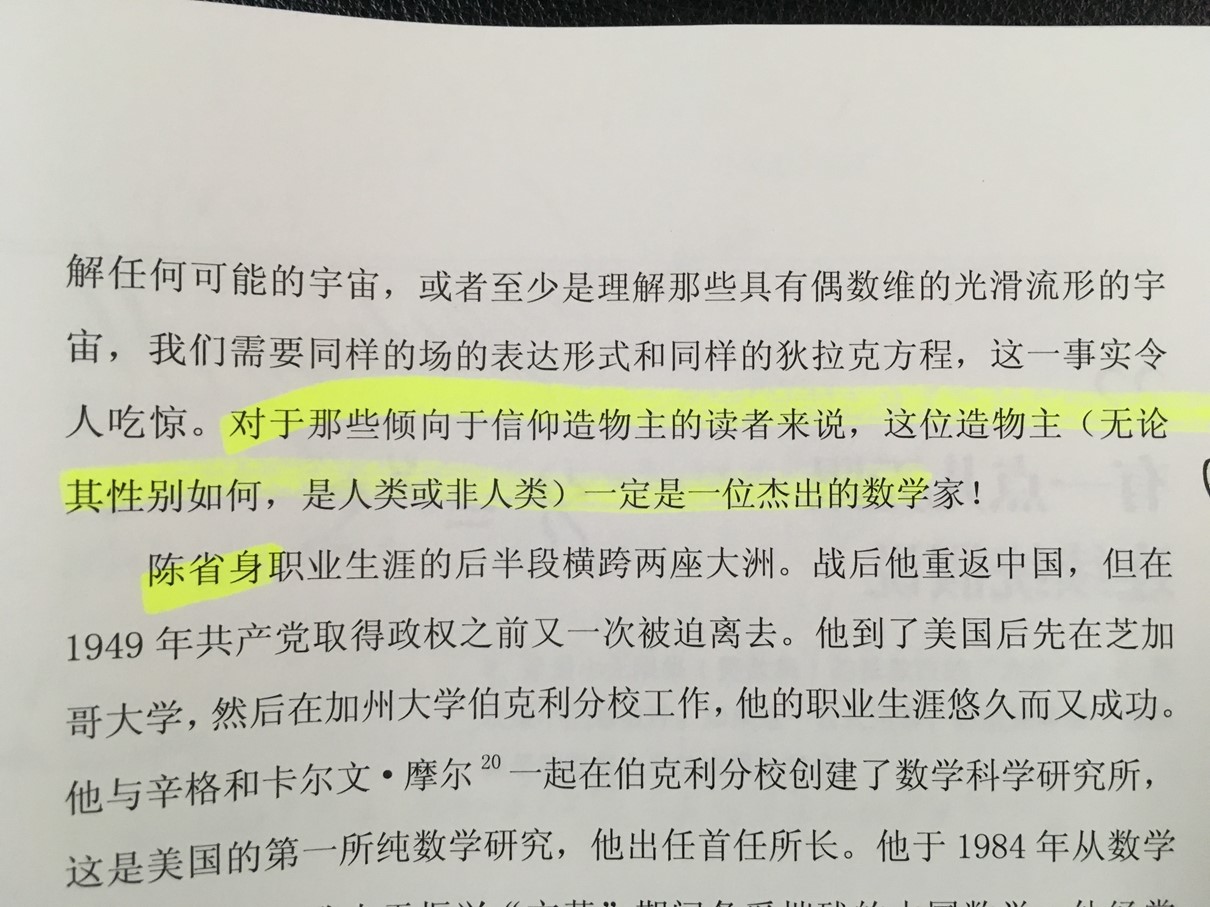 解任何可能的宇宙，或者至少是理解那些具有偶数维的光滑流形的宇
宙，我们需要同样的场的表达形式和同样的狄拉克方程，这一事实令
人吃惊。对于那些倾向于信仰造物主的读者来说，这位造物主（无论
其性别如何，是人类或非人类）一定是一位杰出的数学家！
陈省身职业生涯的后半段横跨两座大洲。战后他重返中国，但在
1949 年共产党取得政权之前又一次被迫离去。他到了美国后先在芝加
哥大学，然后在加州大学伯克利分校工作，他的职业生涯悠久而又成功。
他与辛格和卡尔文·摩尔20一起在伯克利分校创建了数学科学研究所，
这是美国的第一所纯数学研究，他出任首任所长。他于 1984 年从数学